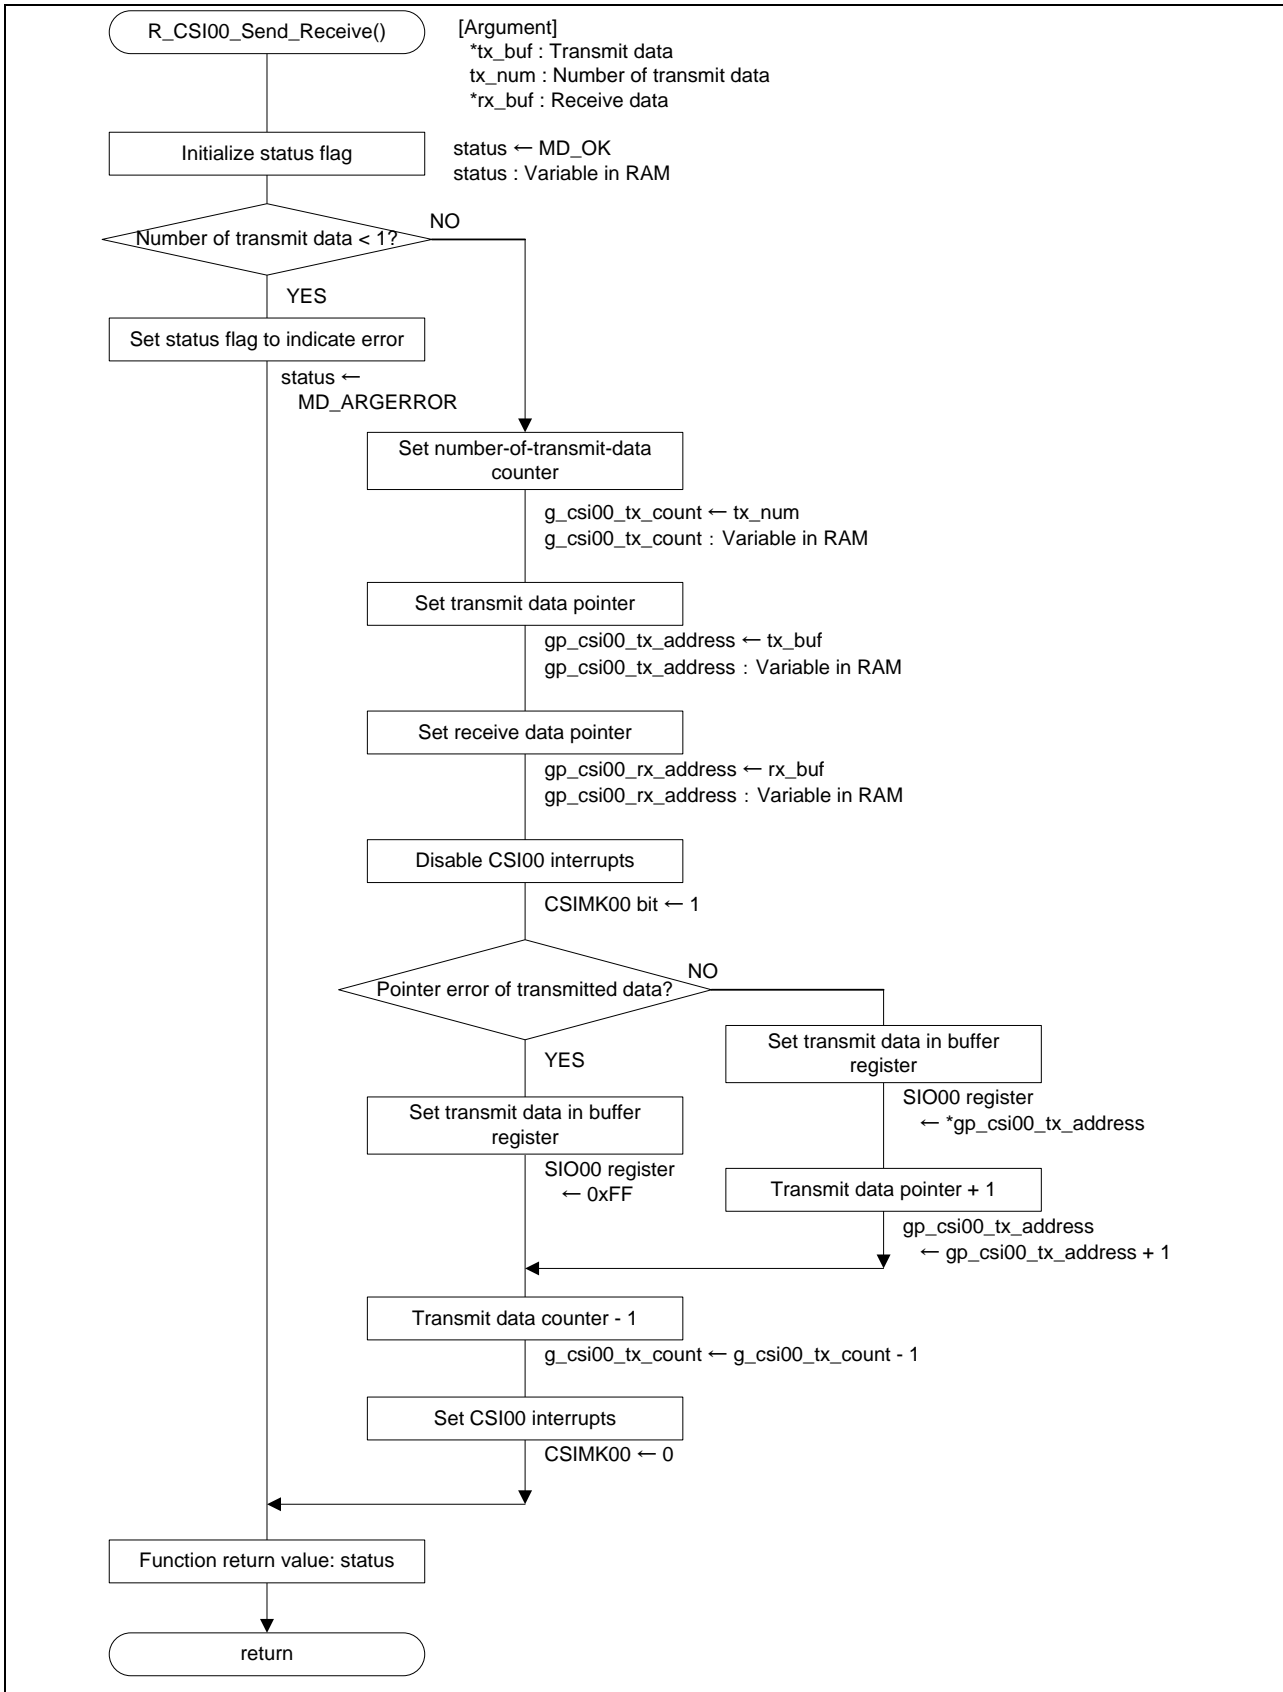 R_CSI00_Send_Receive()
[Argument]
*tx_buf : Transmit data
tx_num : Number of transmit data
*rx_buf : Receive data
Initialize status flag
status ← MD_OK
status : Variable in RAM
Number of transmit data < 1?
NO
YES
Set status flag to indicate error
status ←
MD_ARGERROR
Set number-of-transmit-data
counter
g_csi00_tx_count ← tx_num
g_csi00_tx_count : Variable in RAM
Set transmit data pointer
gp_csi00_tx_address ← tx_buf
gp_csi00_tx_address : Variable in RAM
Set receive data pointer
gp_csi00_rx_address ← rx_buf
gp_csi00_rx_address : Variable in RAM
Disable CSI00 interrupts
CSIMK00 bit ← 1
Pointer error of transmitted data?
NO
YES
Set transmit data in buffer
register
SIO00 register
← *gp_csi00_tx_address
Set transmit data in buffer
register
SIO00 register
← 0xFF
Transmit data pointer + 1
gp_csi00_tx_address
← gp_csi00_tx_address + 1
Transmit data counter - 1
g_csi00_tx_count ← g_csi00_tx_count - 1
Set CSI00 interrupts
CSIMK00 ← 0
Function return value: status
return